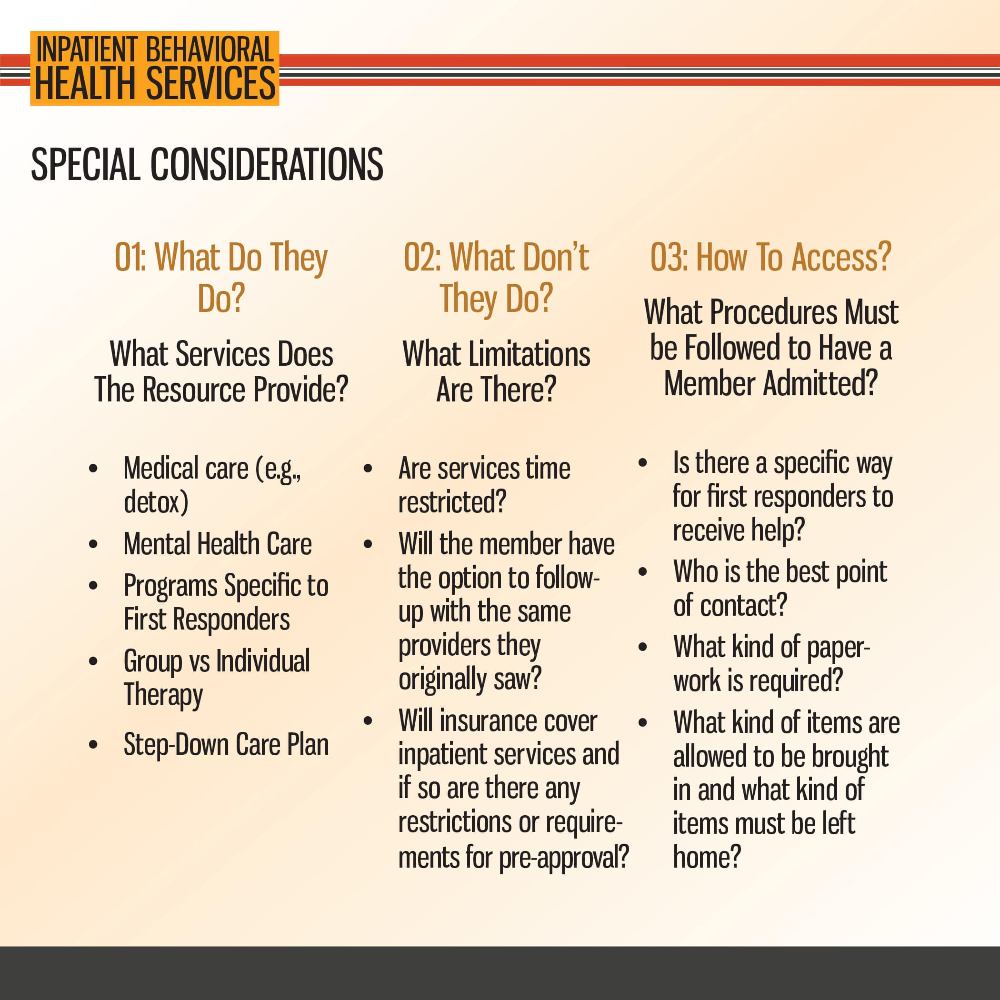 INPATIENT BEHAVIORAL
HEALTH SERVICES
SPECIAL CONSIDERATIONS
01: What Do They
Do?
What Services Does
The Resource Provide?
• Medical care (e.g.,
detox)
• Mental Health Care
• Programs Specific to
First Responders
• Group vs Individual
Therapy
• Step-Down Care Plan
02: What Don’t
They Do?
What Limitations
Are There?
• Are services time
restricted?
• Will the member have
the option to follow-
up with the same
providers they
originally saw?
• Will insurance cover
inpatient services and
if so are there any
restrictions or require-
ments for pre-approval?
03: How To Access?
What Procedures Must
be Followed to Have a
Member Admitted?
• Is there a specific way
for first responders to
receive help?
• Who is the best point
of contact?
• What kind of paper-
work is required?
• What kind of items are
allowed to be brought
in and what kind of
items must be left
home?